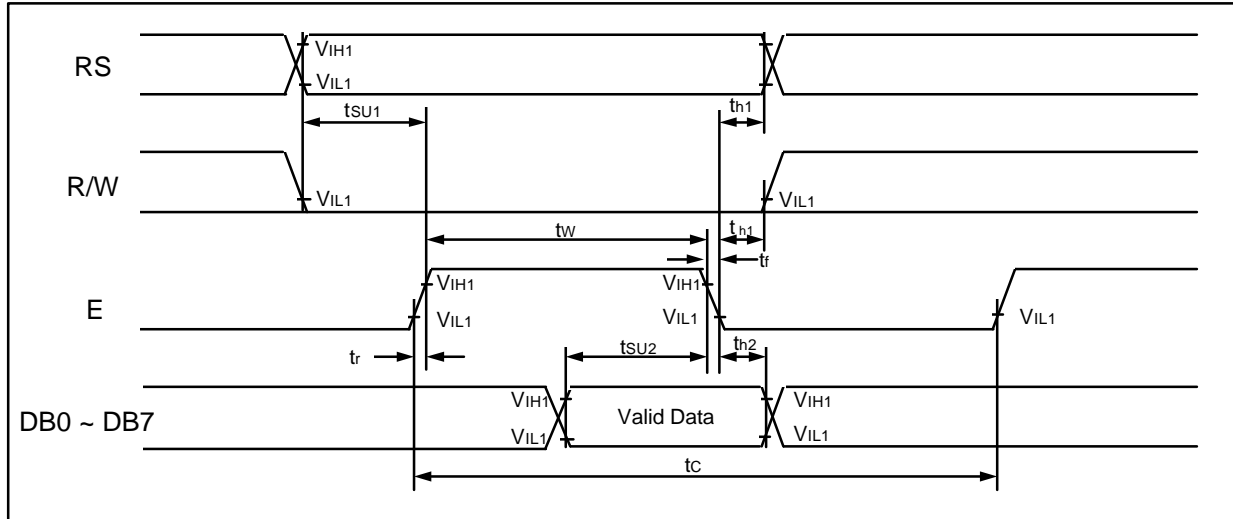 RS
VIH1
VIL1
tSU1
th1
R/W
VIL1
VIL1
tw
th1
tf
E
VIH1
VIH1
VIL1
VIL1
VIL1
tr
tSU2
th2
DB0 ~ DB7
VIH1
Valid Data
VIH1
VIL1
VIL1
tC